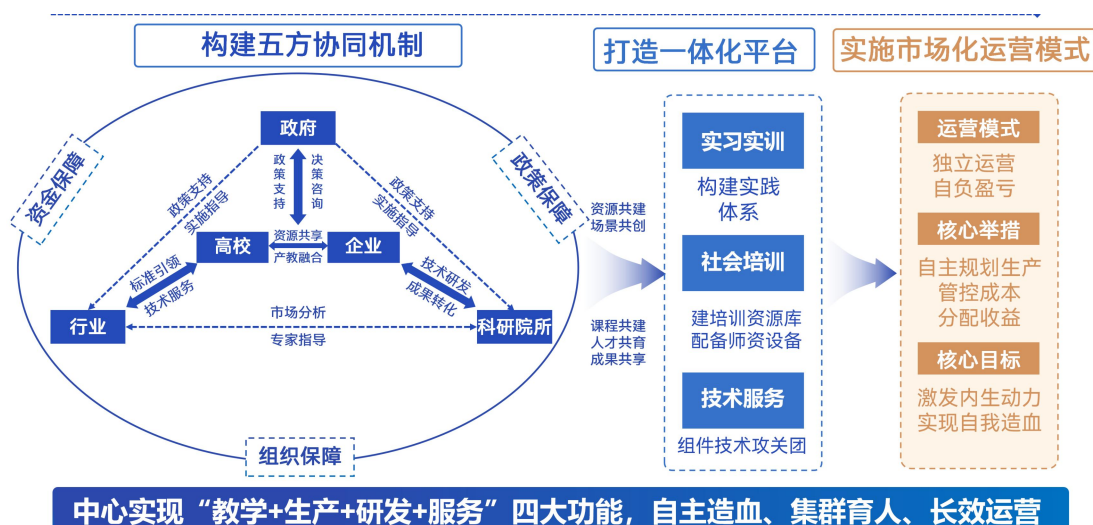 构建五方协同机制
打造一体化平台
实施市场化运营模式
资金保障
政策保障
组织保障
政府
政策支持
决策咨询
政策支持
实施指导
政策支持
实施指导
高校
资源共享
产教融合
企业
标准引领
技术服务
技术研发
成果转化
行业
市场分析
专家指导
科研院所
资源共建
场景共创
课程共建
人才共育
成果共享
实习实训
构建实践
体系
社会培训
建培训资源库
配备师资设备
技术服务
组件技术攻关团
运营模式
独立运营
自负盈亏
核心举措
自主规划生产
管控成本
分配收益
核心目标
激发内生动力
实现自我造血
中心实现“教学+生产+研发+服务”四大功能，自主造血、集群育人、长效运营